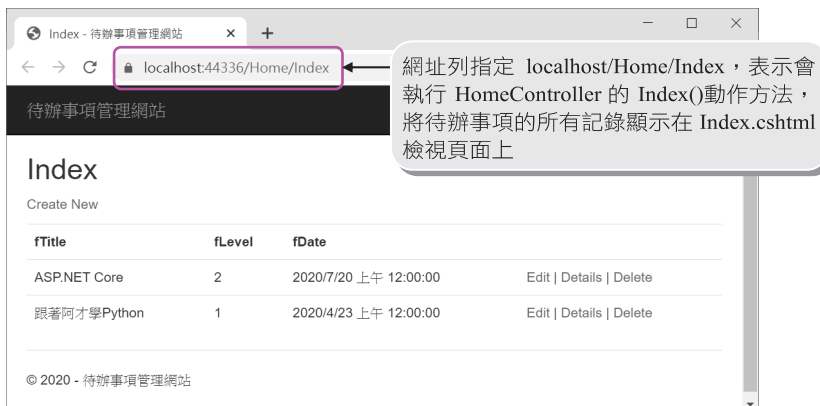 Index - 待辦事項管理網站
localhost:44336/Home/Index
網址列指定 localhost/Home/Index，表示會
執行 HomeController 的 Index()動作方法，
將待辦事項的所有記錄顯示在 Index.cshtml
檢視頁面上
待辦事項管理網站
Index
Create New
fTitle fLevel fDate
ASP.NET Core 2 2020/7/20 上午 12:00:00 Edit | Details | Delete
跟著阿才學Python 1 2020/4/23 上午 12:00:00 Edit | Details | Delete
© 2020 - 待辦事項管理網站